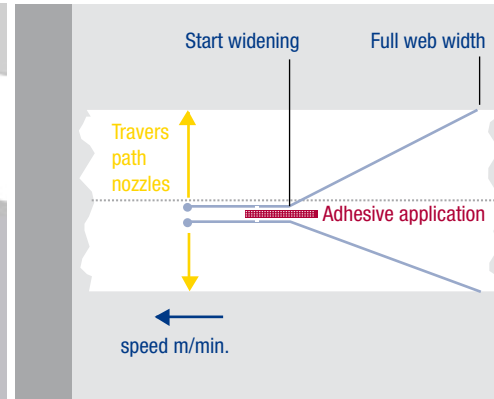 Start widening
Full web width
Travers
path
nozzles
Adhesive application
speed m/min.